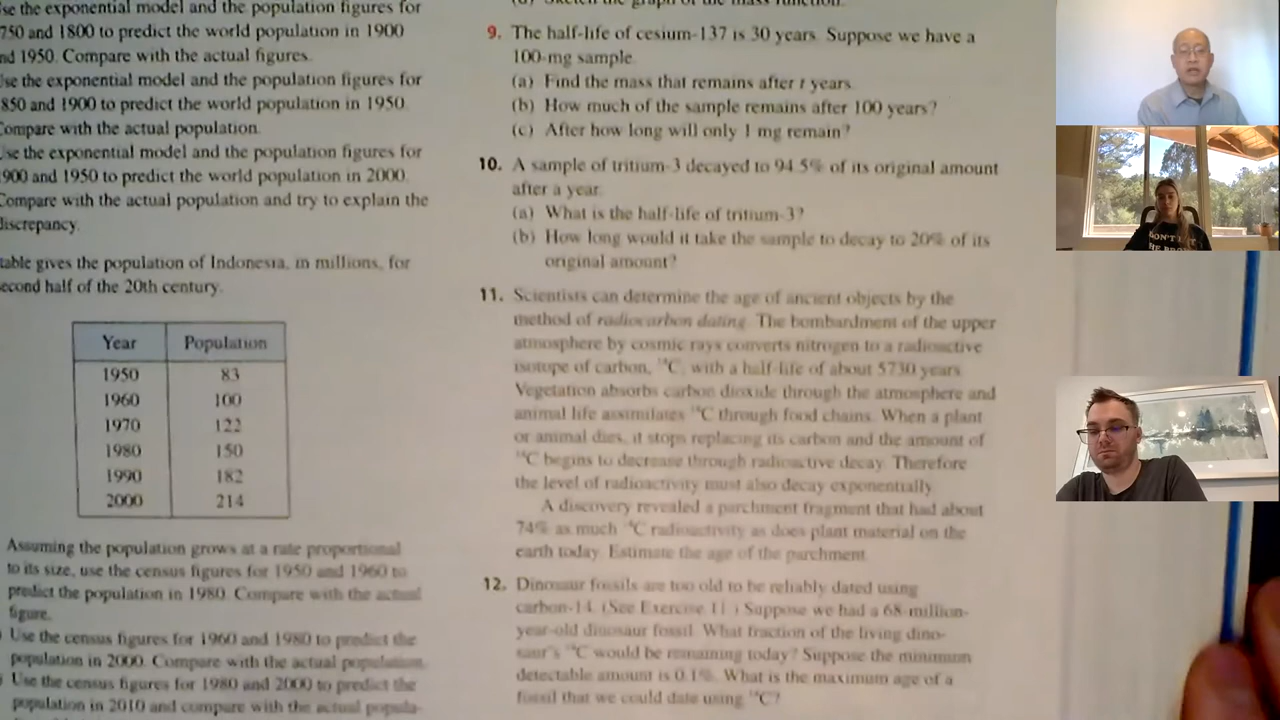 se the exponential model and the population figures for
750 and 1800 to predict the world population in 1900
nd 1950. Compare with the actual figures.
Use the exponential model and the population figures for
850 and 1900 to predict the world population in 1950.
Compare with the actual population.
Use the exponential model and the population figures for
900 and 1950 to predict the world population in 2000.
Compare with the actual population and try to explain the
discrepancy.
table gives the population of Indonesia, in millions, for
econd half of the 20th century.
Year Population
1950 83
1960 100
1970 122
1980 150
1990 182
2000 214
Assuming the population grows at a rate proportional
to its size, use the census figures for 1950 and 1960 to
predict the population in 1980. Compare with the actual
figure.
Use the census figures for 1960 and 1980 to predict the
population in 2000. Compare with the actual population.
Use the census figures for 1980 and 2000 to predict the
population in 2010 and compare with the actual popula-
(d) Sketch the graph of the mass function.
9. The half-life of cesium-137 is 30 years. Suppose we have a
100-mg sample.
(a) Find the mass that remains after t years.
(b) How much of the sample remains after 100 years?
(c) After how long will only 1 mg remain?
10. A sample of tritium-3 decayed to 94.5% of its original amount
after a year.
(a) What is the half-life of tritium-3?
(b) How long would it take the sample to decay to 20% of its
original amount?
11. Scientists can determine the age of ancient objects by the
method of radiocarbon dating. The bombardment of the upper
atmosphere by cosmic rays converts nitrogen to a radioactive
isotope of carbon, ¹⁴C, with a half-life of about 5730 years.
Vegetation absorbs carbon dioxide through the atmosphere and
animal life assimilates ¹⁴C through food chains. When a plant
or animal dies, it stops replacing its carbon and the amount of
¹⁴C begins to decrease through radioactive decay. Therefore
the level of radioactivity must also decay exponentially.
A discovery revealed a parchment fragment that had about
74% as much ¹⁴C radioactivity as does plant material on the
earth today. Estimate the age of the parchment.
12. Dinosaur fossils are too old to be reliably dated using
carbon-14. (See Exercise 11.) Suppose we had a 68-million-
year-old dinosaur fossil. What fraction of the living dino-
saur's ¹⁴C would be remaining today? Suppose the minimum
detectable amount is 0.1%. What is the maximum age of a
fossil that we could date using ¹⁴C?